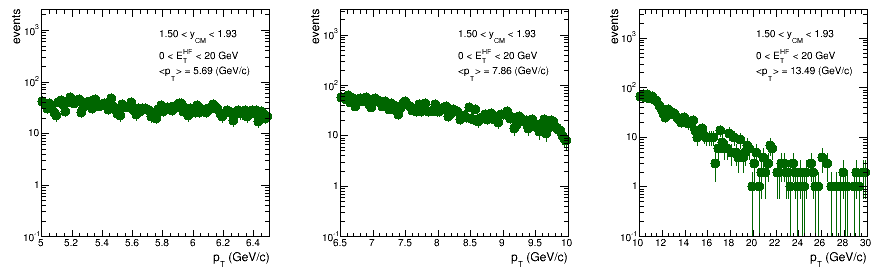 events
10³
10²
10
1
10⁻¹
1.50 < y_CM < 1.93
0 < E_T^HF < 20 GeV
<p_T> = 5.69 (GeV/c)
5 5.2 5.4 5.6 5.8 6 6.2 6.4
p_T (GeV/c)
events
10³
10²
10
1
10⁻¹
1.50 < y_CM < 1.93
0 < E_T^HF < 20 GeV
<p_T> = 7.86 (GeV/c)
6.5 7 7.5 8 8.5 9 9.5 10
p_T (GeV/c)
events
10³
10²
10
1
10⁻¹
1.50 < y_CM < 1.93
0 < E_T^HF < 20 GeV
<p_T> = 13.49 (GeV/c)
10 12 14 16 18 20 22 24 26 28 30
p_T (GeV/c)